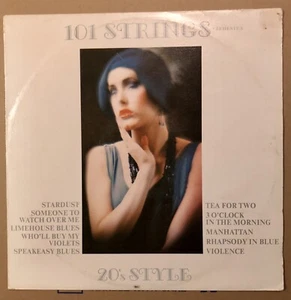 101 STRINGS ORCHESTRA
STARDUST
SOMEONE TO
WATCH OVER ME
LIMEHOUSE BLUES
WHO'LL BUY MY
VIOLETS
SPEAKEASY BLUES
TEA FOR TWO
3 O'CLOCK
IN THE MORNING
MANHATTAN
RHAPSODY IN BLUE
VIOLENCE
20's STYLE